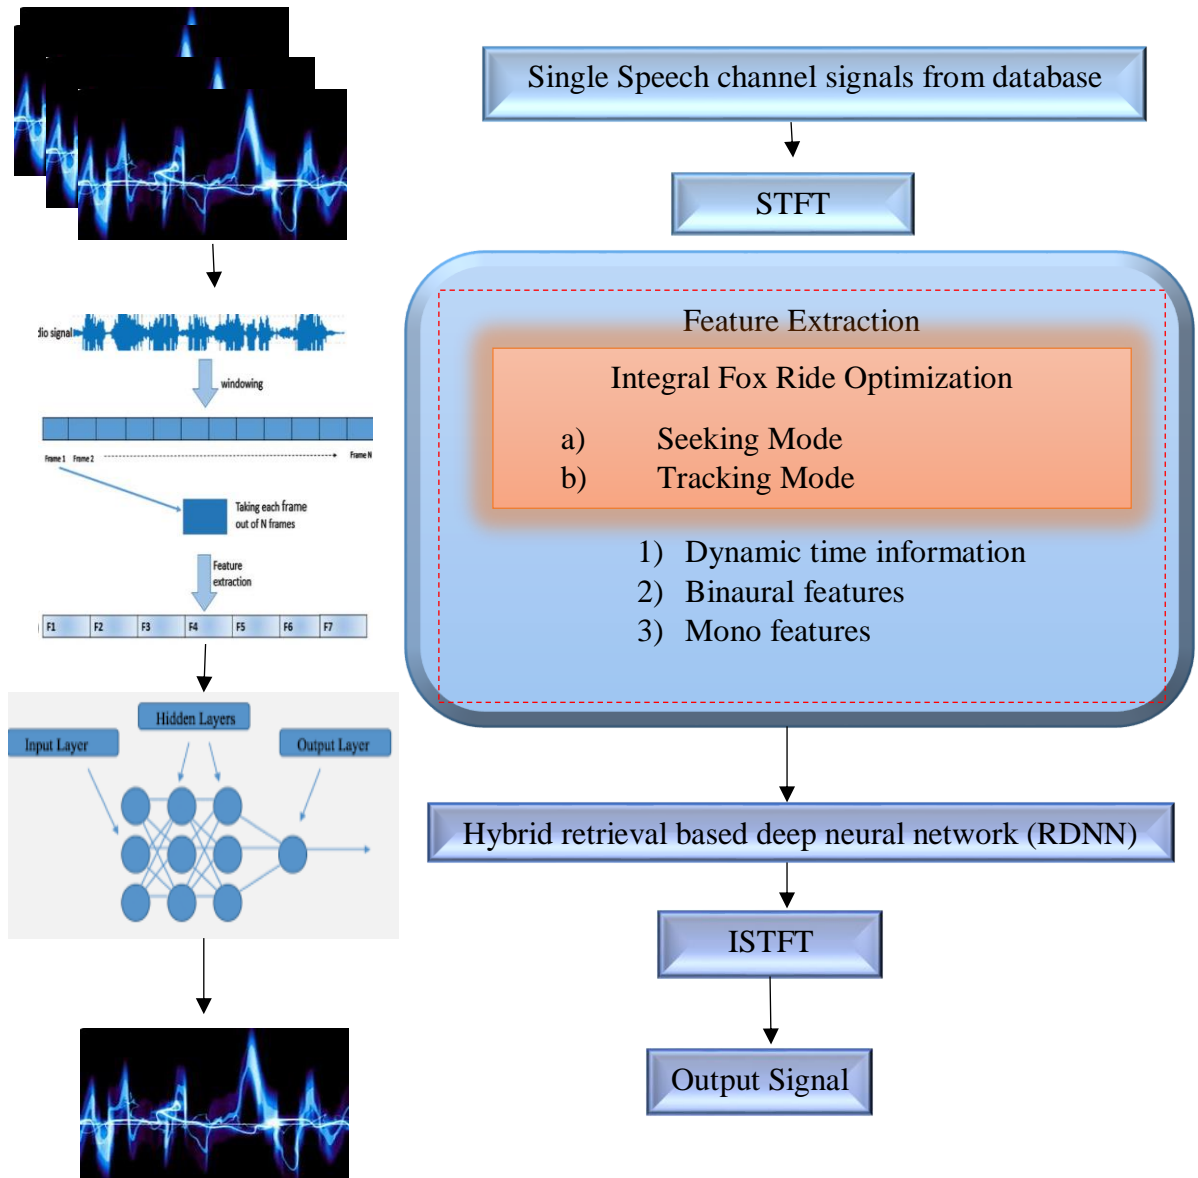 Single Speech channel signals from database
STFT
Feature Extraction
Integral Fox Ride Optimization
a) Seeking Mode
b) Tracking Mode
1) Dynamic time information
2) Binaural features
3) Mono features
Hybrid retrieval based deep neural network (RDNN)
ISTFT
Output Signal
dio signal
windowing
Frame 1 Frame 2 Frame N
Taking each frame
out of N frames
Feature
extraction
F1 F2 F3 F4 F5 F6 F7
Hidden Layers
Input Layer
Output Layer